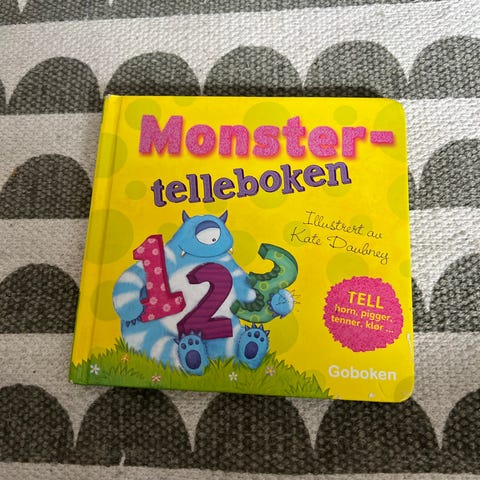 Monster-
telleboken
Illustrert av
Kate Daubney
1 2 3
TELL
horn, pigger,
tenner, klør ...
Goboken